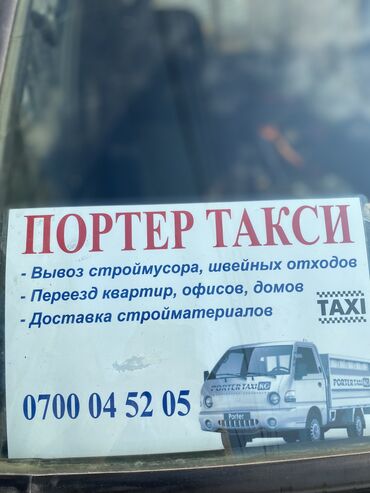 ПОРТЕР ТАКСИ
- Вывоз строймусора, швейных отходов
- Переезд квартир, офисов, домов
- Доставка стройматериалов
TAXI
PORTER TAXI KG
PORTER TAXI
0700 04 52 05
Porter